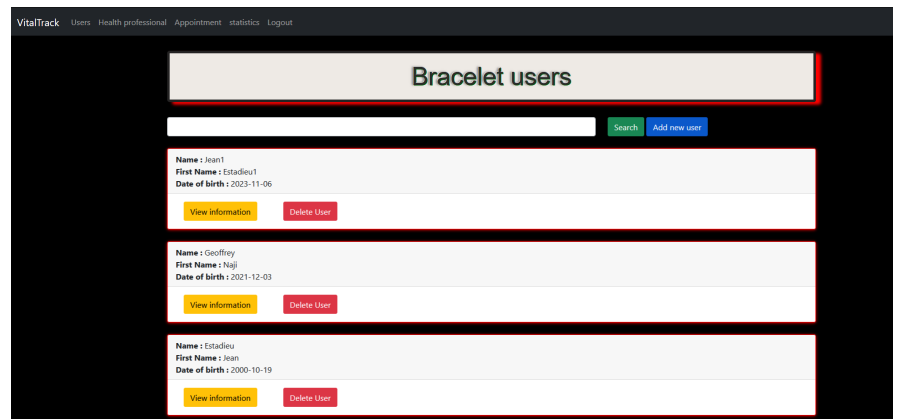 VitalTrack Users Health professional Appointment statistics Logout
Bracelet users
Search Add new user
Name : Jean1
First Name : Estadieu1
Date of birth : 2023-11-06
View information Delete User
Name : Geoffrey
First Name : Naji
Date of birth : 2021-12-03
View information Delete User
Name : Estadieu
First Name : Jean
Date of birth : 2000-10-19
View information Delete User